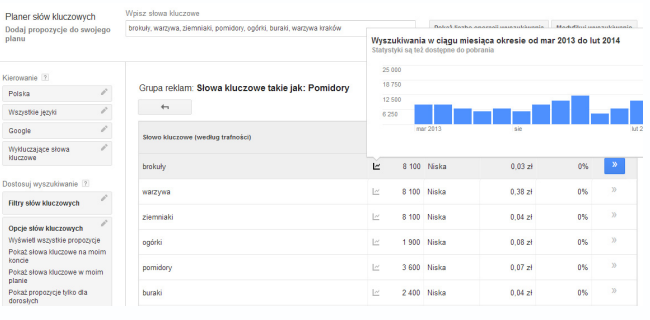 Planer słów kluczowych
Dodaj propozycje do swojego
planu
Wpisz słowa kluczowe
brokuły, warzywa, ziemniaki, pomidory, ogórki, buraki, warzywa kraków
Wyszukiwania w ciągu miesiąca okresie od mar 2013 do lut 2014
Statystyki są też dostępne do pobrania
25 000
18 750
12 500
6 250
mar 2013
sie
lut 2
Kierowanie [?]
Polska
Wszystkie języki
Google
Wykluczające słowa
kluczowe
Dostosuj wyszukiwanie [?]
Filtry słów kluczowych
Opcje słów kluczowych
Wyświetl wszystkie propozycje
Pokaż słowa kluczowe na moim
koncie
Pokaż słowa kluczowe w moim
planie
Pokaż propozycje tylko dla
dorosłych
Grupa reklam: Słowa kluczowe takie jak: Pomidory
Słowo kluczowe (według trafności)
brokuły 8 100 Niska 0,03 zł 0% »
warzywa 8 100 Niska 0,38 zł 0% »
ziemniaki 8 100 Niska 0,04 zł 0% »
ogórki 1 900 Niska 0,08 zł 0% »
pomidory 3 600 Niska 0,07 zł 0% »
buraki 2 400 Niska 0,04 zł 0% »